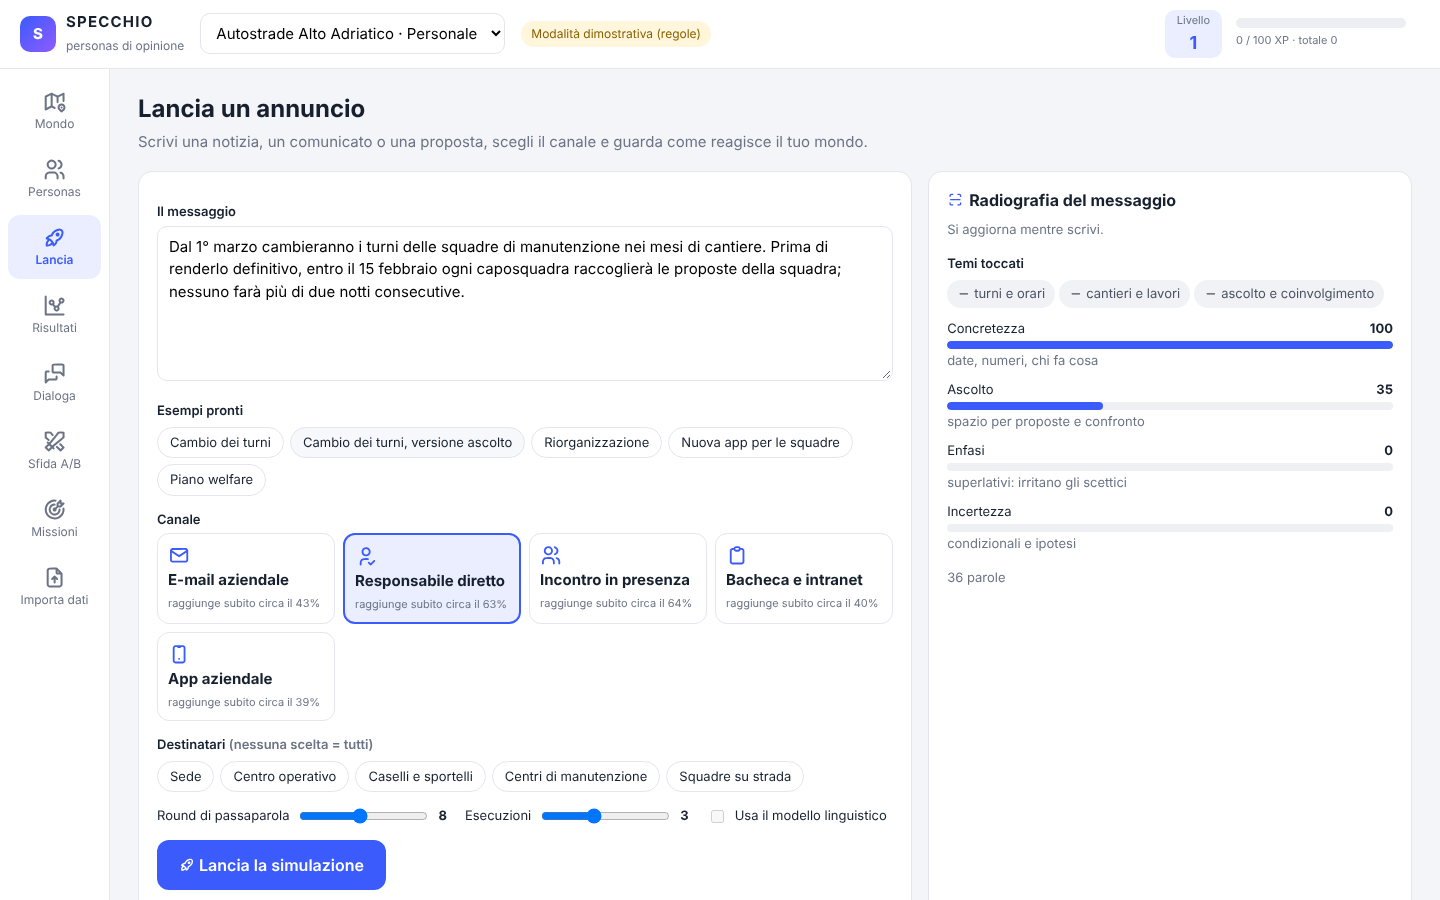 S
SPECCHIO
personas di opinione
Autostrade Alto Adriatico · Personale
Modalità dimostrativa (regole)
Livello
1
0 / 100 XP · totale 0
Mondo
Personas
Lancia
Risultati
Dialoga
Sfida A/B
Missioni
Importa dati
Lancia un annuncio
Scrivi una notizia, un comunicato o una proposta, scegli il canale e guarda come reagisce il tuo mondo.
Il messaggio
Dal 1° marzo cambieranno i turni delle squadre di manutenzione nei mesi di cantiere. Prima di
renderlo definitivo, entro il 15 febbraio ogni caposquadra raccoglierà le proposte della squadra;
nessuno farà più di due notti consecutive.
Esempi pronti
Cambio dei turni
Cambio dei turni, versione ascolto
Riorganizzazione
Nuova app per le squadre
Piano welfare
Canale
E-mail aziendale
raggiunge subito circa il 43%
Responsabile diretto
raggiunge subito circa il 63%
Incontro in presenza
raggiunge subito circa il 64%
Bacheca e intranet
raggiunge subito circa il 40%
App aziendale
raggiunge subito circa il 39%
Destinatari (nessuna scelta = tutti)
Sede
Centro operativo
Caselli e sportelli
Centri di manutenzione
Squadre su strada
Round di passaparola 8
Esecuzioni 3
Usa il modello linguistico
Lancia la simulazione
Radiografia del messaggio
Si aggiorna mentre scrivi.
Temi toccati
— turni e orari
— cantieri e lavori
— ascolto e coinvolgimento
Concretezza 100
date, numeri, chi fa cosa
Ascolto 35
spazio per proposte e confronto
Enfasi 0
superlativi: irritano gli scettici
Incertezza 0
condizionali e ipotesi
36 parole